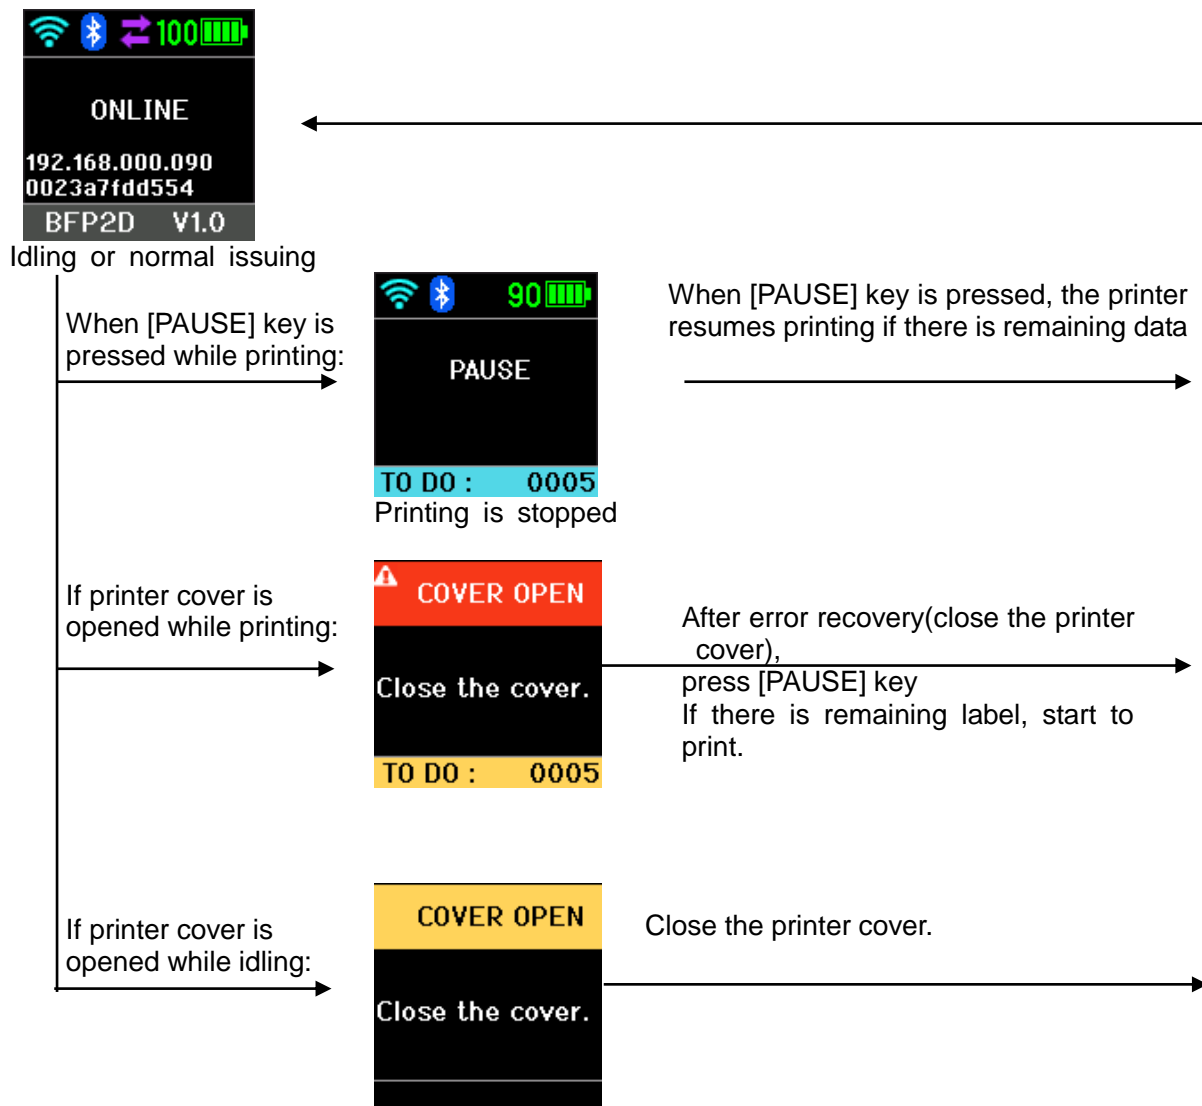 100
ONLINE
192.168.000.090
0023a7fdd554
BFP2D V1.0
Idling or normal issuing
When [PAUSE] key is
pressed while printing:
90
PAUSE
TO DO : 0005
Printing is stopped
When [PAUSE] key is pressed, the printer
resumes printing if there is remaining data
If printer cover is
opened while printing:
COVER OPEN
Close the cover.
TO DO : 0005
After error recovery(close the printer
cover),
press [PAUSE] key
If there is remaining label, start to
print.
If printer cover is
opened while idling:
COVER OPEN
Close the cover.
Close the printer cover.